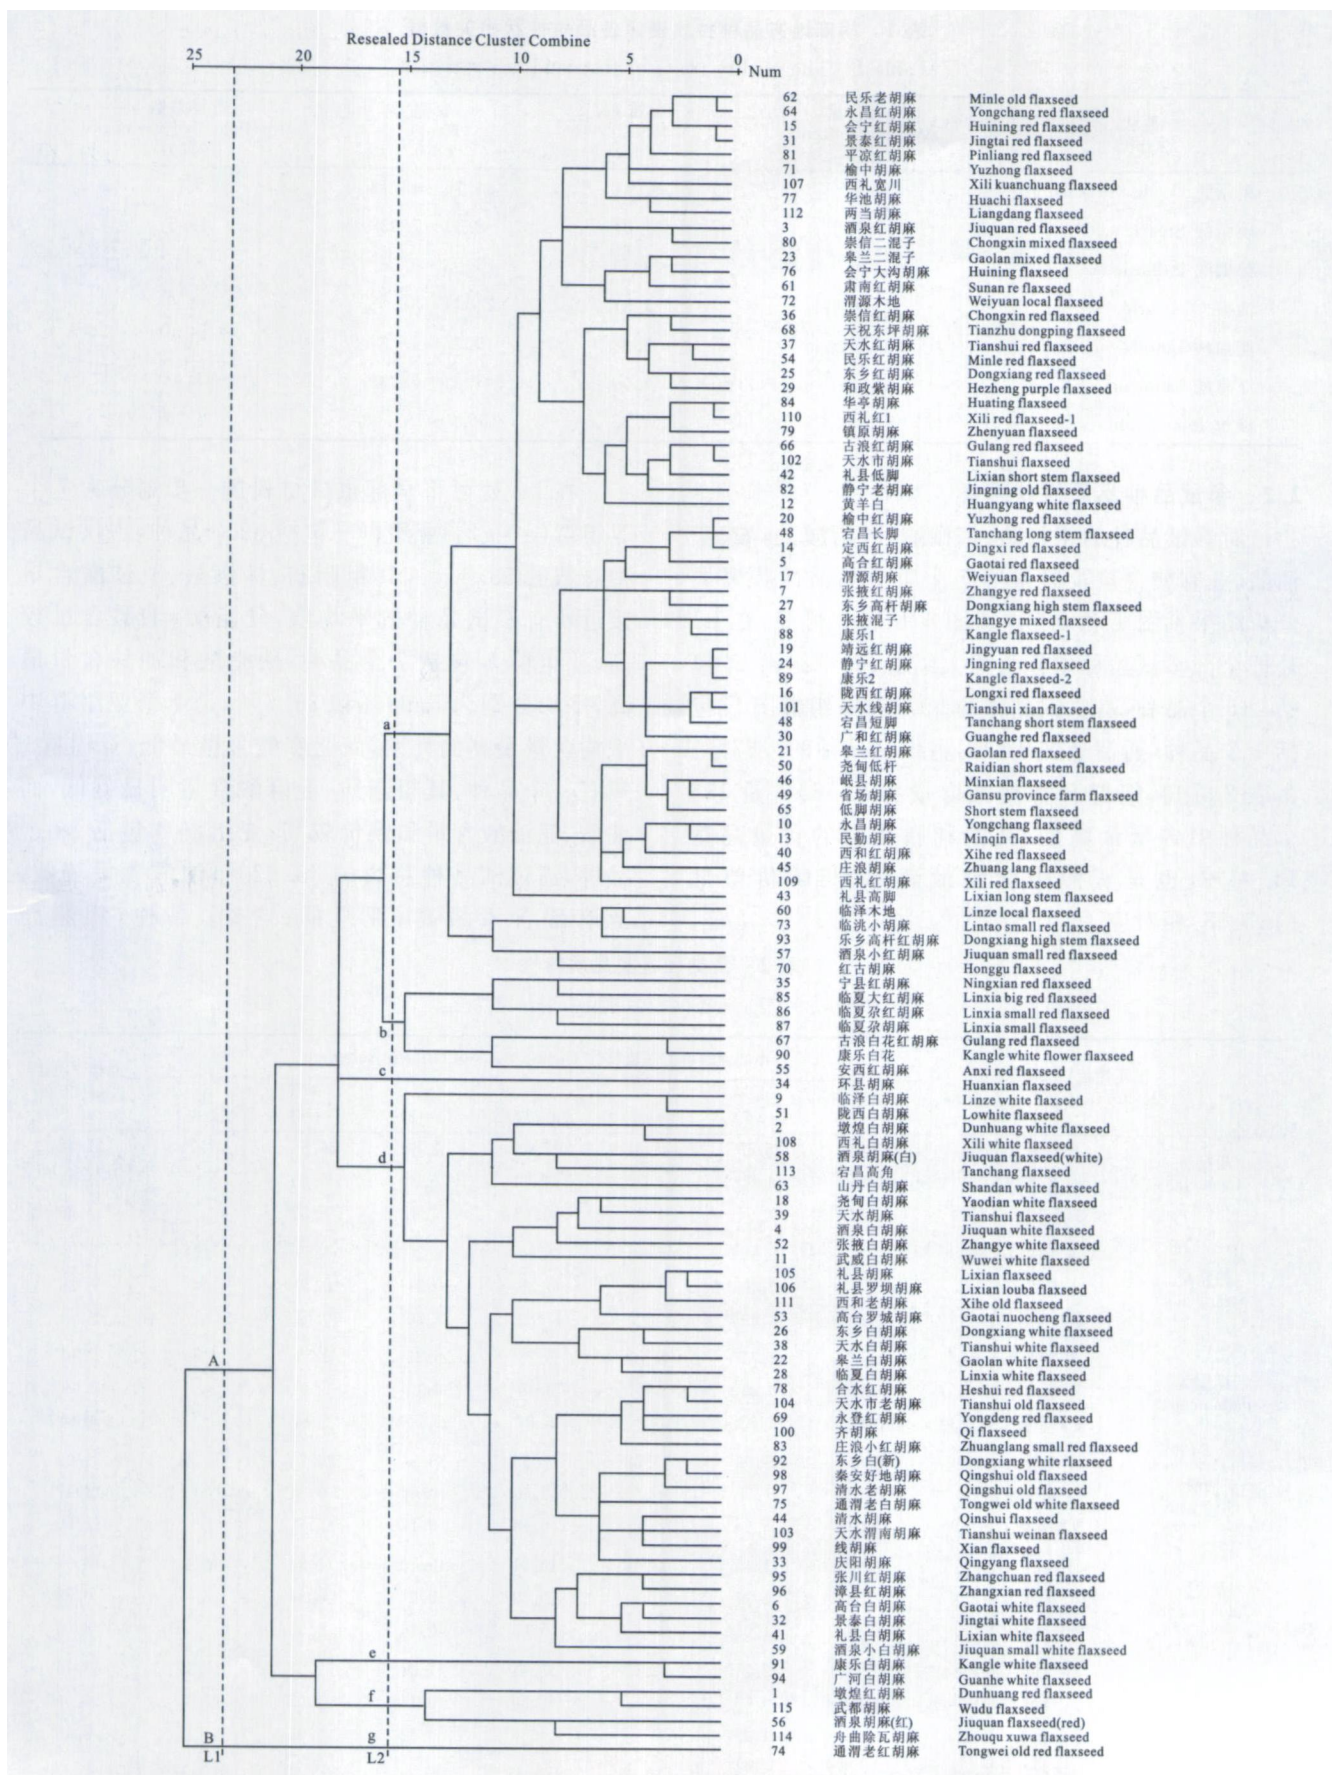 Resealed Distance Cluster Combine
25 20 15 10 5 0 Num
62 民乐老胡麻 Minle old flaxseed
64 永昌红胡麻 Yongchang red flaxseed
15 会宁红胡麻 Huining red flaxseed
31 景泰红胡麻 Jingtai red flaxseed
81 平凉红胡麻 Pinliang red flaxseed
71 榆中胡麻 Yuzhong flaxseed
107 西礼宽川 Xili kuanchuang flaxseed
77 华池胡麻 Huachi flaxseed
112 两当胡麻 Liangdang flaxseed
3 酒泉红胡麻 Jiuquan red flaxseed
80 崇信二混子 Chongxin mixed flaxseed
23 皋兰二混子 Gaolan mixed flaxseed
76 会宁大沟胡麻 Huining flaxseed
61 肃南红胡麻 Sunan re flaxseed
72 渭源木地 Weiyuan local flaxseed
36 崇信红胡麻 Chongxin red flaxseed
68 天祝东坪胡麻 Tianzhu dongping flaxseed
37 天水红胡麻 Tianshui red flaxseed
54 民乐红胡麻 Minle red flaxseed
25 东乡红胡麻 Dongxiang red flaxseed
29 和政紫胡麻 Hezheng purple flaxseed
84 华亭胡麻 Huating flaxseed
110 西礼红1 Xili red flaxseed-1
79 镇原胡麻 Zhenyuan flaxseed
66 古浪红胡麻 Gulang red flaxseed
102 天水市胡麻 Tianshui flaxseed
42 礼县低脚 Lixian short stem flaxseed
82 静宁老胡麻 Jingning old flaxseed
12 黄羊白 Huangyang white flaxseed
20 榆中红胡麻 Yuzhong red flaxseed
48 宕昌长脚 Tanchang long stem flaxseed
14 定西红胡麻 Dingxi red flaxseed
5 高合红胡麻 Gaotai red flaxseed
17 渭源胡麻 Weiyuan flaxseed
7 张掖红胡麻 Zhangye red flaxseed
27 东乡高杆胡麻 Dongxiang high stem flaxseed
8 张掖混子 Zhangye mixed flaxseed
88 康乐1 Kangle flaxseed-1
19 靖远红胡麻 Jingyuan red flaxseed
24 静宁红胡麻 Jingning red flaxseed
89 康乐2 Kangle flaxseed-2
16 陇西红胡麻 Longxi red flaxseed
101 天水线胡麻 Tianshui xian flaxseed
48 宕昌短脚 Tanchang short stem flaxseed
30 广和红胡麻 Guanghe red flaxseed
a
21 皋兰红胡麻 Gaolan red flaxseed
50 尧甸低杆 Raidian short stem flaxseed
46 岷县胡麻 Minxian flaxseed
49 省场胡麻 Gansu province farm flaxseed
65 低脚胡麻 Short stem flaxseed
10 永昌胡麻 Yongchang flaxseed
13 民勤胡麻 Minqin flaxseed
40 西和红胡麻 Xihe red flaxseed
45 庄浪胡麻 Zhuang lang flaxseed
109 西礼红胡麻 Xili red flaxseed
43 礼县高脚 Lixian long stem flaxseed
60 临泽木地 Linze local flaxseed
73 临洮小胡麻 Lintao small red flaxseed
93 乐乡高杆红胡麻 Dongxiang high stem flaxseed
57 酒泉小红胡麻 Jiuquan small red flaxseed
70 红古胡麻 Honggu flaxseed
35 宁县红胡麻 Ningxian red flaxseed
85 临夏大红胡麻 Linxia big red flaxseed
86 临夏尕红胡麻 Linxia small red flaxseed
87 临夏尕胡麻 Linxia small flaxseed
b
67 古浪白花红胡麻 Gulang red flaxseed
90 康乐白花 Kangle white flower flaxseed
55 安西红胡麻 Anxi red flaxseed
c
34 环县胡麻 Huanxian flaxseed
9 临泽白胡麻 Linze white flaxseed
51 陇西白胡麻 Lowhite flaxseed
2 墩煌白胡麻 Dunhuang white flaxseed
108 西礼白胡麻 Xili white flaxseed
58 酒泉胡麻(白) Jiuquan flaxseed(white)
d
113 宕昌高角 Tanchang flaxseed
63 山丹白胡麻 Shandan white flaxseed
18 尧甸白胡麻 Yaodian white flaxseed
39 天水胡麻 Tianshui flaxseed
4 酒泉白胡麻 Jiuquan white flaxseed
52 张掖白胡麻 Zhangye white flaxseed
11 武威白胡麻 Wuwei white flaxseed
105 礼县胡麻 Lixian flaxseed
106 礼县罗坝胡麻 Lixian louba flaxseed
111 西和老胡麻 Xihe old flaxseed
53 高台罗城胡麻 Gaotai nuocheng flaxseed
26 东乡白胡麻 Dongxiang white flaxseed
38 天水白胡麻 Tianshui white flaxseed
22 皋兰白胡麻 Gaolan white flaxseed
A
28 临夏白胡麻 Linxia white flaxseed
78 合水红胡麻 Heshui red flaxseed
104 天水市老胡麻 Tianshui old flaxseed
69 永登红胡麻 Yongdeng red flaxseed
100 齐胡麻 Qi flaxseed
83 庄浪小红胡麻 Zhuanglang small red flaxseed
92 东乡白(新) Dongxiang white rlaxseed
98 秦安好地胡麻 Qingshui old flaxseed
97 清水老胡麻 Qingshui old flaxseed
75 通渭老白胡麻 Tongwei old white flaxseed
44 清水胡麻 Qinshui flaxseed
103 天水渭南胡麻 Tianshui weinan flaxseed
99 线胡麻 Xian flaxseed
33 庆阳胡麻 Qingyang flaxseed
95 张川红胡麻 Zhangchuan red flaxseed
96 漳县红胡麻 Zhangxian red flaxseed
6 高台白胡麻 Gaotai white flaxseed
32 景泰白胡麻 Jingtai white flaxseed
41 礼县白胡麻 Lixian white flaxseed
59 酒泉小白胡麻 Jiuquan small white flaxseed
e
91 康乐白胡麻 Kangle white flaxseed
94 广河白胡麻 Guanhe white flaxseed
1 墩煌红胡麻 Dunhuang red flaxseed
f
115 武都胡麻 Wudu flaxseed
56 酒泉胡麻(红) Jiuquan flaxseed(red)
114 舟曲除瓦胡麻 Zhouqu xuwa flaxseed
B g
74 通渭老红胡麻 Tongwei old red flaxseed
L1 L2